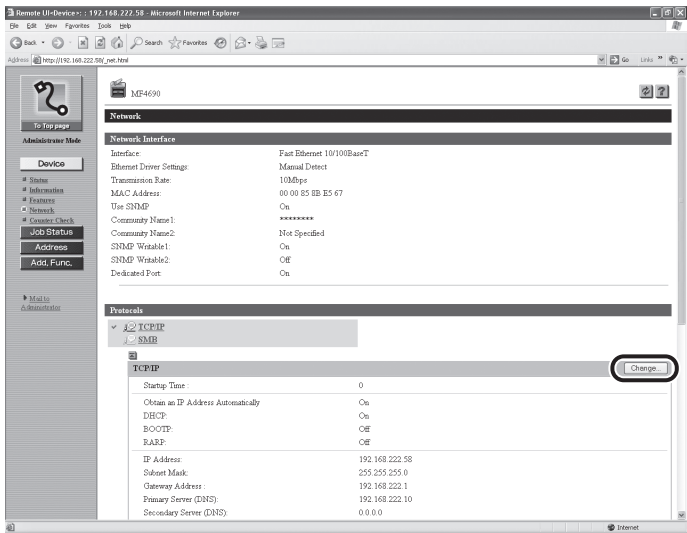 Remote UI<Device>: : 192.168.222.58 - Microsoft Internet Explorer
File Edit View Favorites Tools Help
Back Search Favorites
Address http://192.168.222.58/_net.html Go Links »
To Top page
Administrator Mode
Device
Status
Information
Features
Network
Counter Check
Job Status
Address
Add. Func.
Mail to
Administrator
MF4690
Network
Network Interface
Interface: Fast Ethernet 10/100BaseT
Ethernet Driver Settings: Manual Detect
Transmission Rate: 10Mbps
MAC Address: 00 00 85 8B E5 67
Use SNMP On
Community Name1: ********
Community Name2: Not Specified
SNMP Writable1: On
SNMP Writable2: Off
Dedicated Port: On
Protocols
TCP/IP
SMB
TCP/IP Change...
Startup Time : 0
Obtain an IP Address Automatically On
DHCP: On
BOOTP: Off
RARP: Off
IP Address: 192.168.222.58
Subnet Mask: 255.255.255.0
Gateway Address : 192.168.222.1
Primary Server (DNS): 192.168.222.10
Secondary Server (DNS): 0.0.0.0
Internet